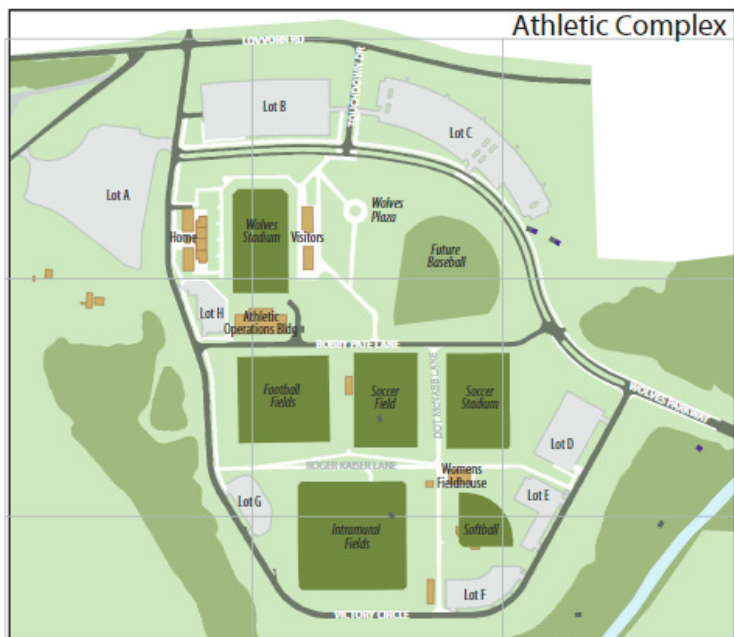 Athletic Complex
LOVVORN RD
TOUCHDOWN DR
Lot B
Lot C
Lot A
Wolves
Plaza
Home
Wolves
Stadium
Visitors
Future
Baseball
Lot H
Athletic
Operations Bldg
BOBBY PATE LANE
Football
Fields
Soccer
Field
DOT MCNABB LANE
Soccer
Stadium
WOLVES PARKWAY
Lot D
ROGER KAISER LANE
Womens
Fieldhouse
Lot G
Lot E
Intramural
Fields
Softball
Lot F
VICTORY CIRCLE